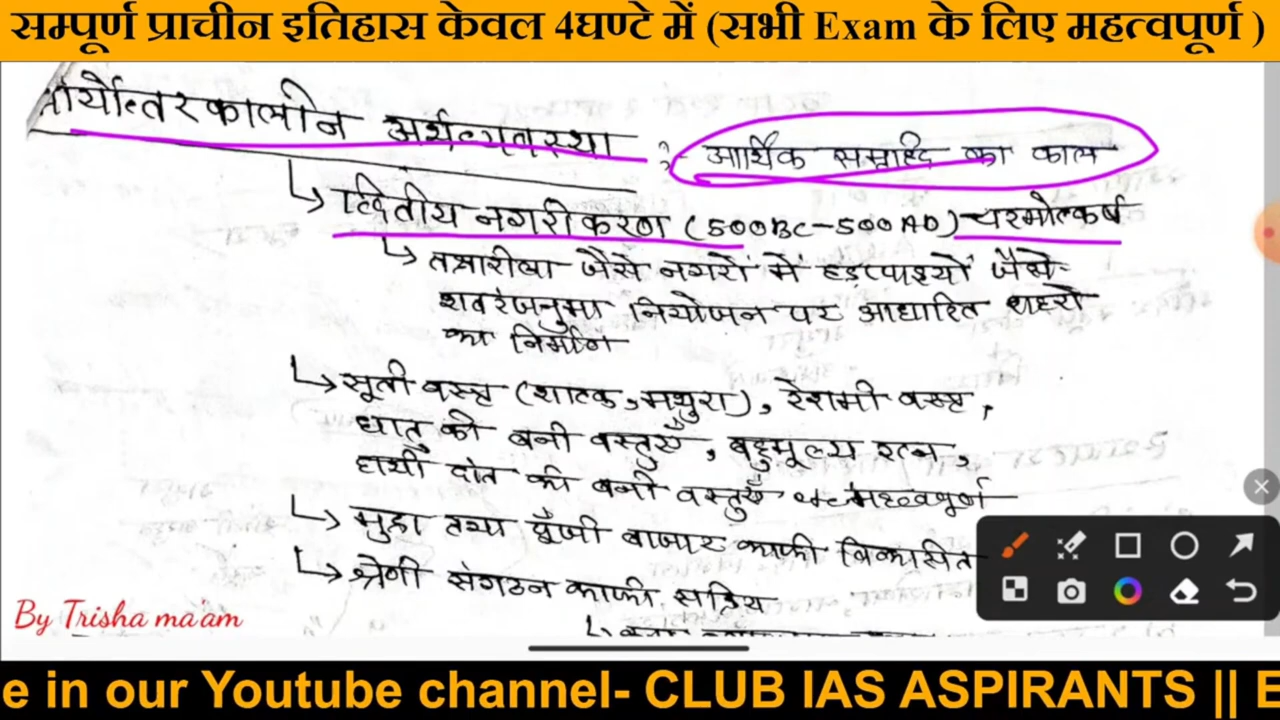 सम्पूर्ण प्राचीन इतिहास केवल 4घण्टे में (सभी Exam के लिए महत्वपूर्ण )
मौर्योत्तरकालीन अर्थव्यवस्था :- आर्थिक समृद्धि का काल
↳ द्वितीय नगरीकरण (500BC-500AD) - चरमोत्कर्ष
↳ तक्षशीला जैसे नगरों में हड़प्पाइयों जैसे
शतरंजनुमा नियोजन पर आधारित शहरों
का निर्माण
↳ सूती वस्त्र (शाटक, मथुरा), रेशमी वस्त्र,
धातु की बनी वस्तुएँ, बहुमूल्य रत्न,
हाथी दाँत की बनी वस्तुएँ महत्वपूर्ण
↳ मुद्रा तथा पूँजी बाजार काफी विकसित
↳ श्रेणी संगठन काफी सक्रिय
By Trisha ma'am
e in our Youtube channel- CLUB IAS ASPIRANTS || E